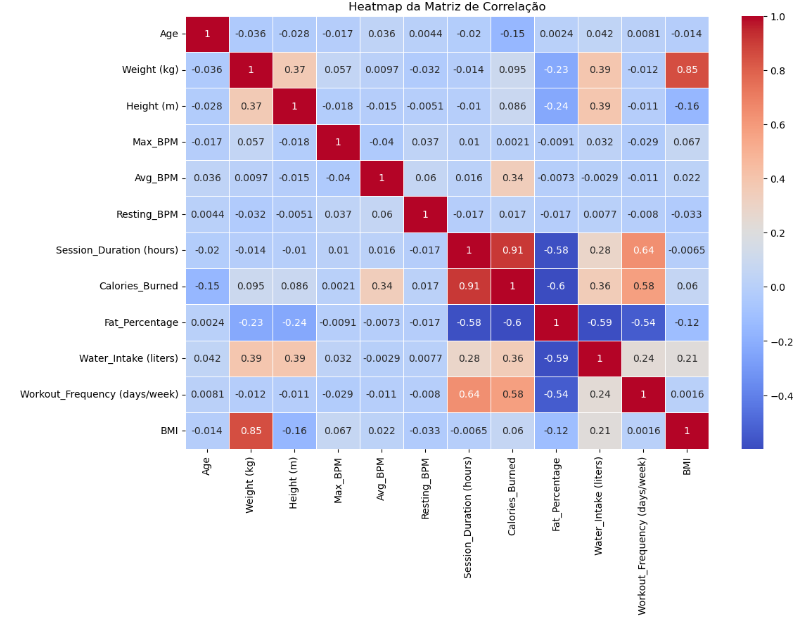 Heatmap da Matriz de Correlação
Age 1 -0.036 -0.028 -0.017 0.036 0.0044 -0.02 -0.15 0.0024 0.042 0.0081 -0.014
Weight (kg) -0.036 1 0.37 0.057 0.0097 -0.032 -0.014 0.095 -0.23 0.39 -0.012 0.85
Height (m) -0.028 0.37 1 -0.018 -0.015 -0.0051 -0.01 0.086 -0.24 0.39 -0.011 -0.16
Max_BPM -0.017 0.057 -0.018 1 -0.04 0.037 0.01 0.0021 -0.0091 0.032 -0.029 0.067
Avg_BPM 0.036 0.0097 -0.015 -0.04 1 0.06 0.016 0.34 -0.0073 -0.0029 -0.011 0.022
Resting_BPM 0.0044 -0.032 -0.0051 0.037 0.06 1 -0.017 0.017 -0.017 0.0077 -0.008 -0.033
Session_Duration (hours) -0.02 -0.014 -0.01 0.01 0.016 -0.017 1 0.91 -0.58 0.28 0.64 -0.0065
Calories_Burned -0.15 0.095 0.086 0.0021 0.34 0.017 0.91 1 -0.6 0.36 0.58 0.06
Fat_Percentage 0.0024 -0.23 -0.24 -0.0091 -0.0073 -0.017 -0.58 -0.6 1 -0.59 -0.54 -0.12
Water_Intake (liters) 0.042 0.39 0.39 0.032 -0.0029 0.0077 0.28 0.36 -0.59 1 0.24 0.21
Workout_Frequency (days/week) 0.0081 -0.012 -0.011 -0.029 -0.011 -0.008 0.64 0.58 -0.54 0.24 1 0.0016
BMI -0.014 0.85 -0.16 0.067 0.022 -0.033 -0.0065 0.06 -0.12 0.21 0.0016 1
Age
Weight (kg)
Height (m)
Max_BPM
Avg_BPM
Resting_BPM
Session_Duration (hours)
Calories_Burned
Fat_Percentage
Water_Intake (liters)
Workout_Frequency (days/week)
BMI
1.0
0.8
0.6
0.4
0.2
0.0
−0.2
−0.4